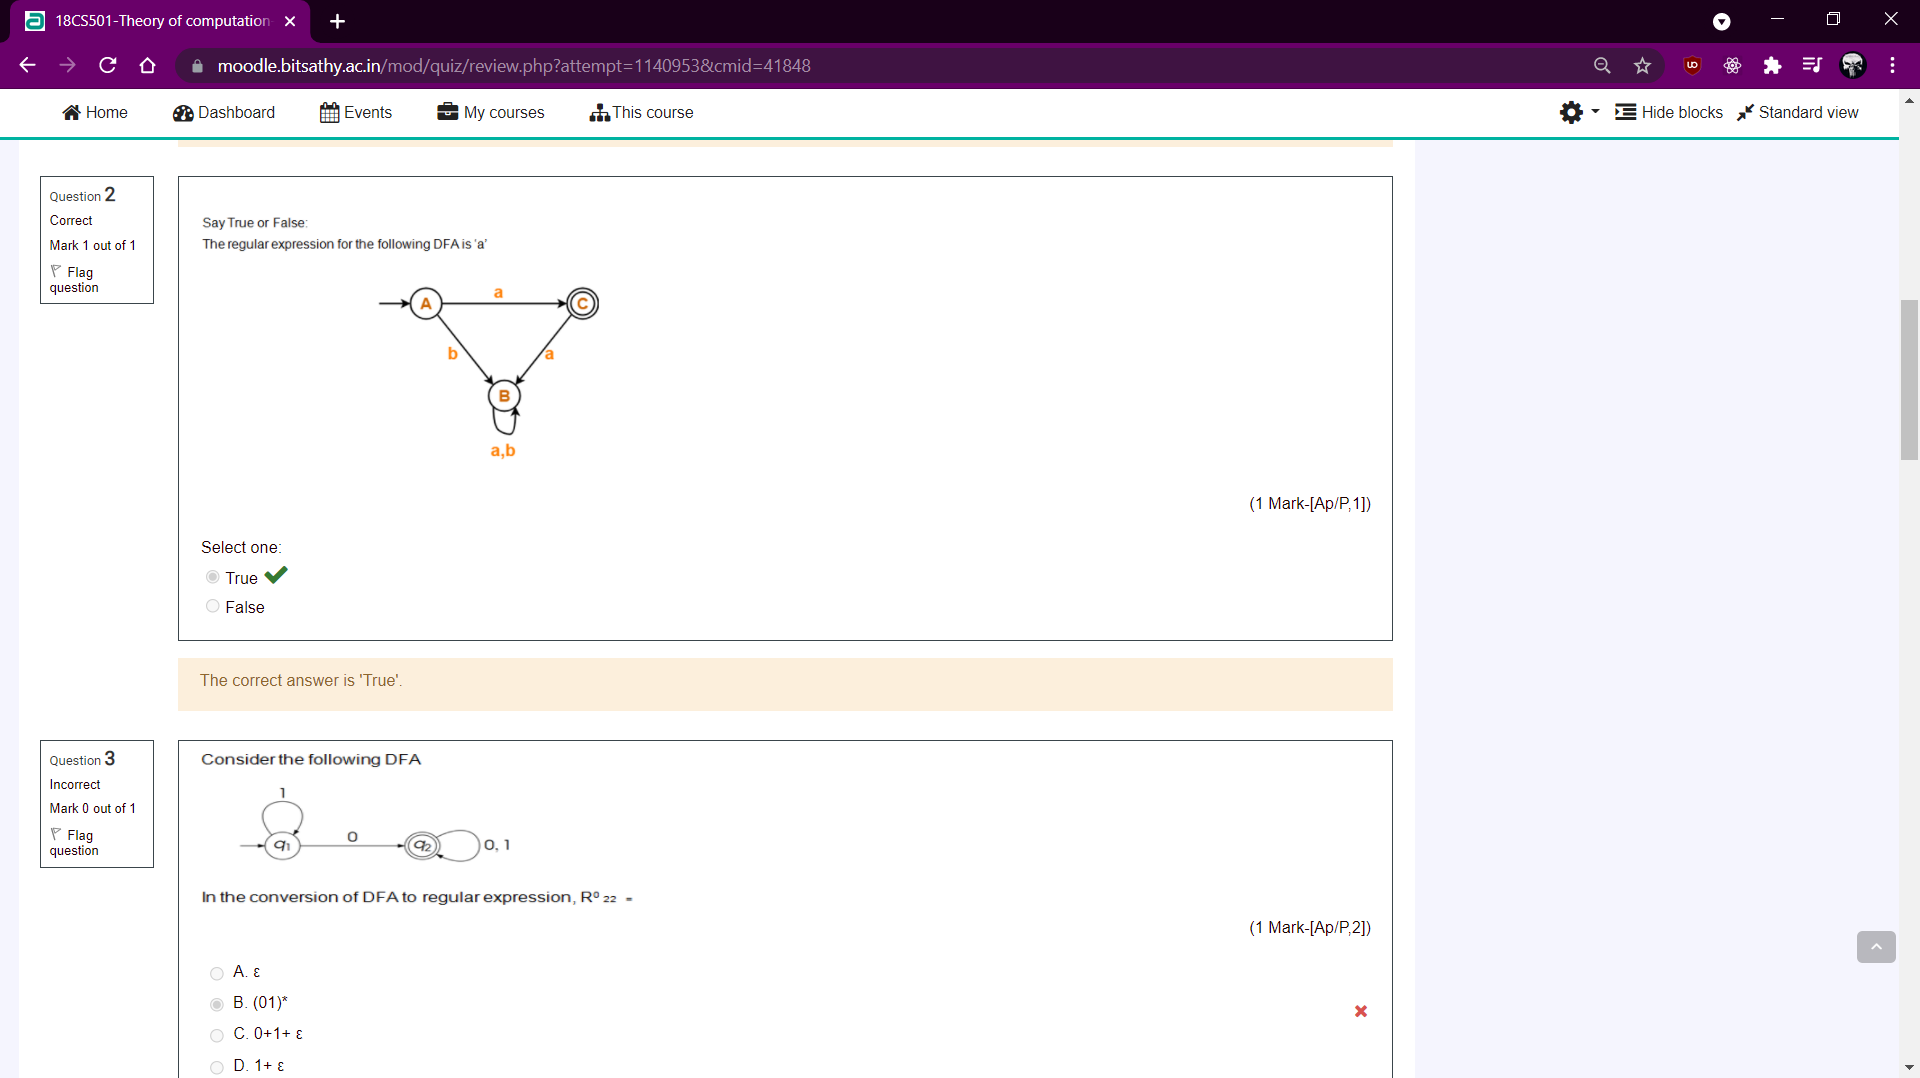 18CS501-Theory of computation
moodle.bitsathy.ac.in/mod/quiz/review.php?attempt=1140953&cmid=41848
Home Dashboard Events My courses This course Hide blocks Standard view
Question 2
Correct
Mark 1 out of 1
Flag
question
Say True or False:
The regular expression for the following DFA is 'a'
A a C
b a
B
a,b
(1 Mark-[Ap/P,1])
Select one:
True
False
The correct answer is 'True'.
Question 3
Incorrect
Mark 0 out of 1
Flag
question
Consider the following DFA
1
q1 0 q2 0, 1
In the conversion of DFA to regular expression, R⁰ 22 =
(1 Mark-[Ap/P,2])
A. ε
B. (01)*
C. 0+1+ ε
D. 1+ ε